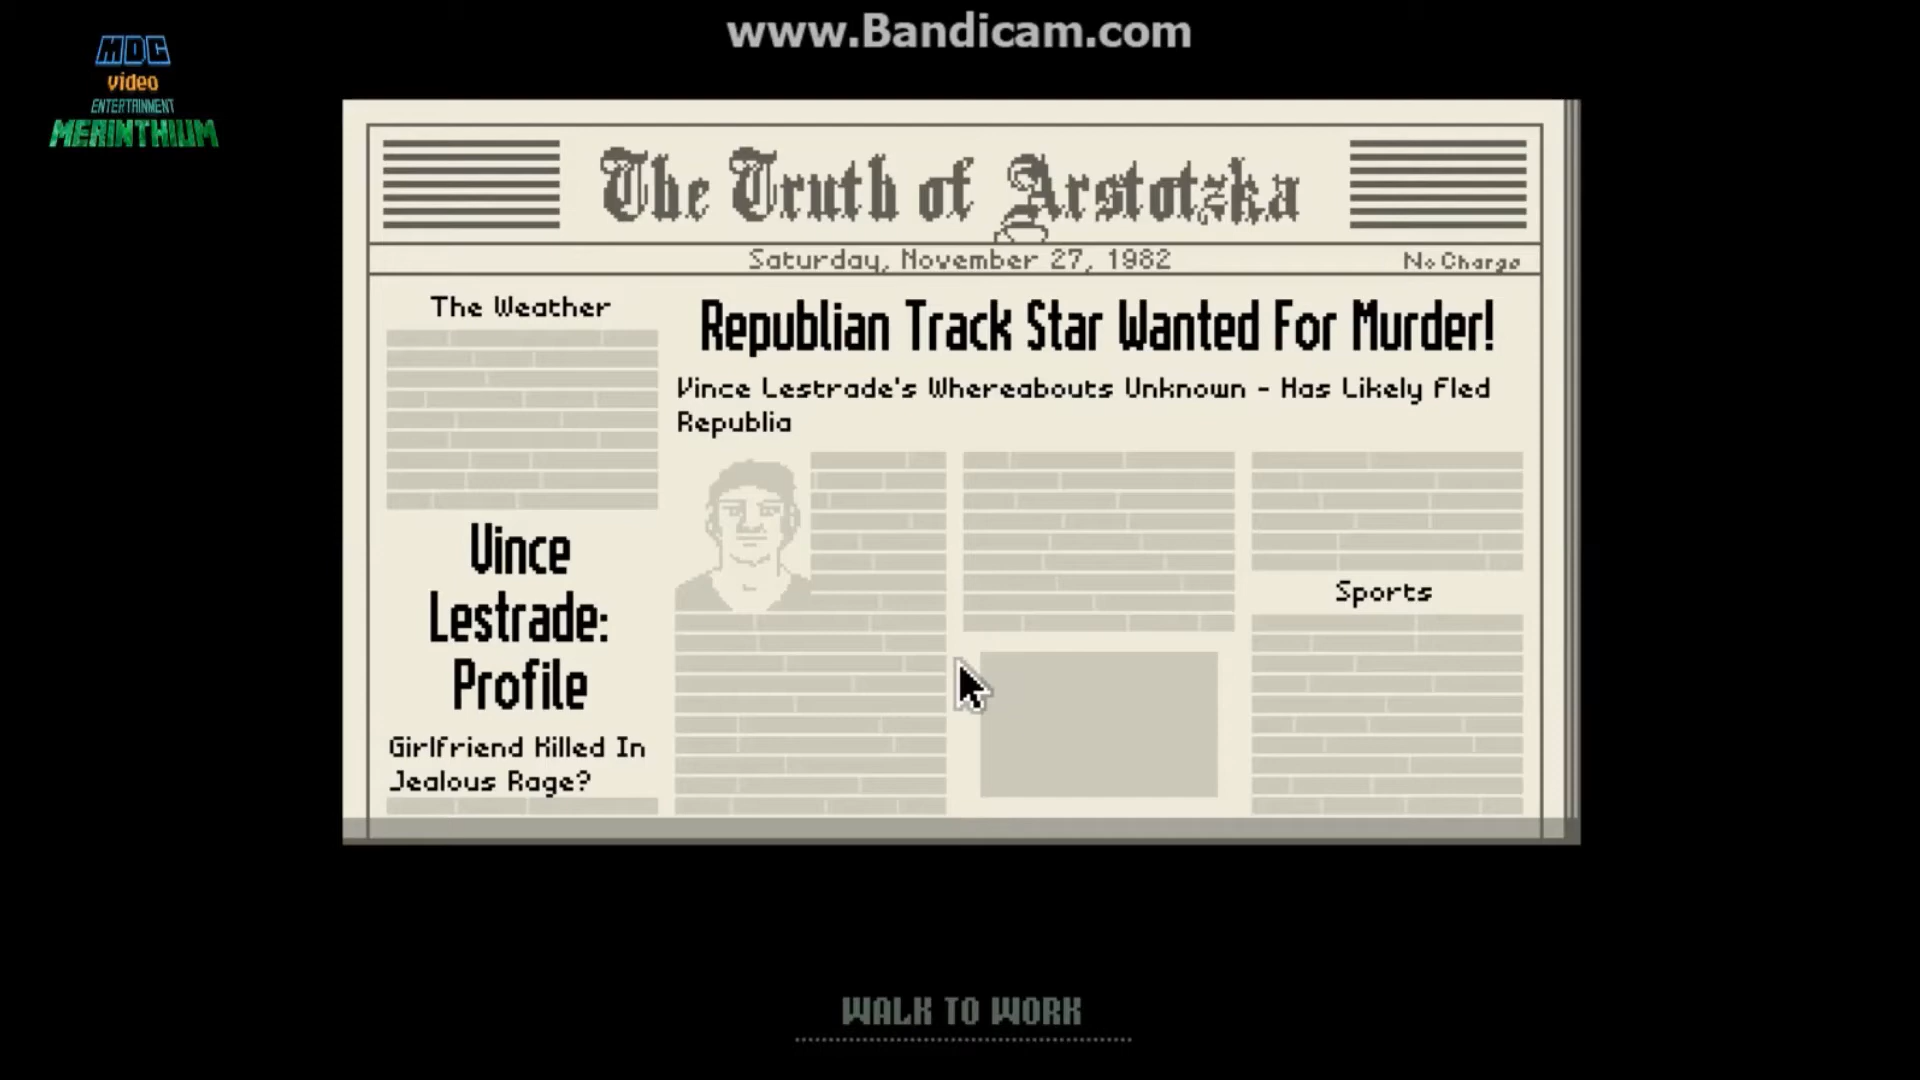 www.Bandicam.com
MDC
video
ENTERTAINMENT
MERINTHIUM
The Truth of Arstotzka
Saturday, November 27, 1982
No Charge
The Weather
Republian Track Star Wanted For Murder!
Vince Lestrade's Whereabouts Unknown - Has Likely Fled
Republia
Vince
Lestrade:
Profile
Girlfriend Killed In
Jealous Rage?
Sports
WALK TO WORK